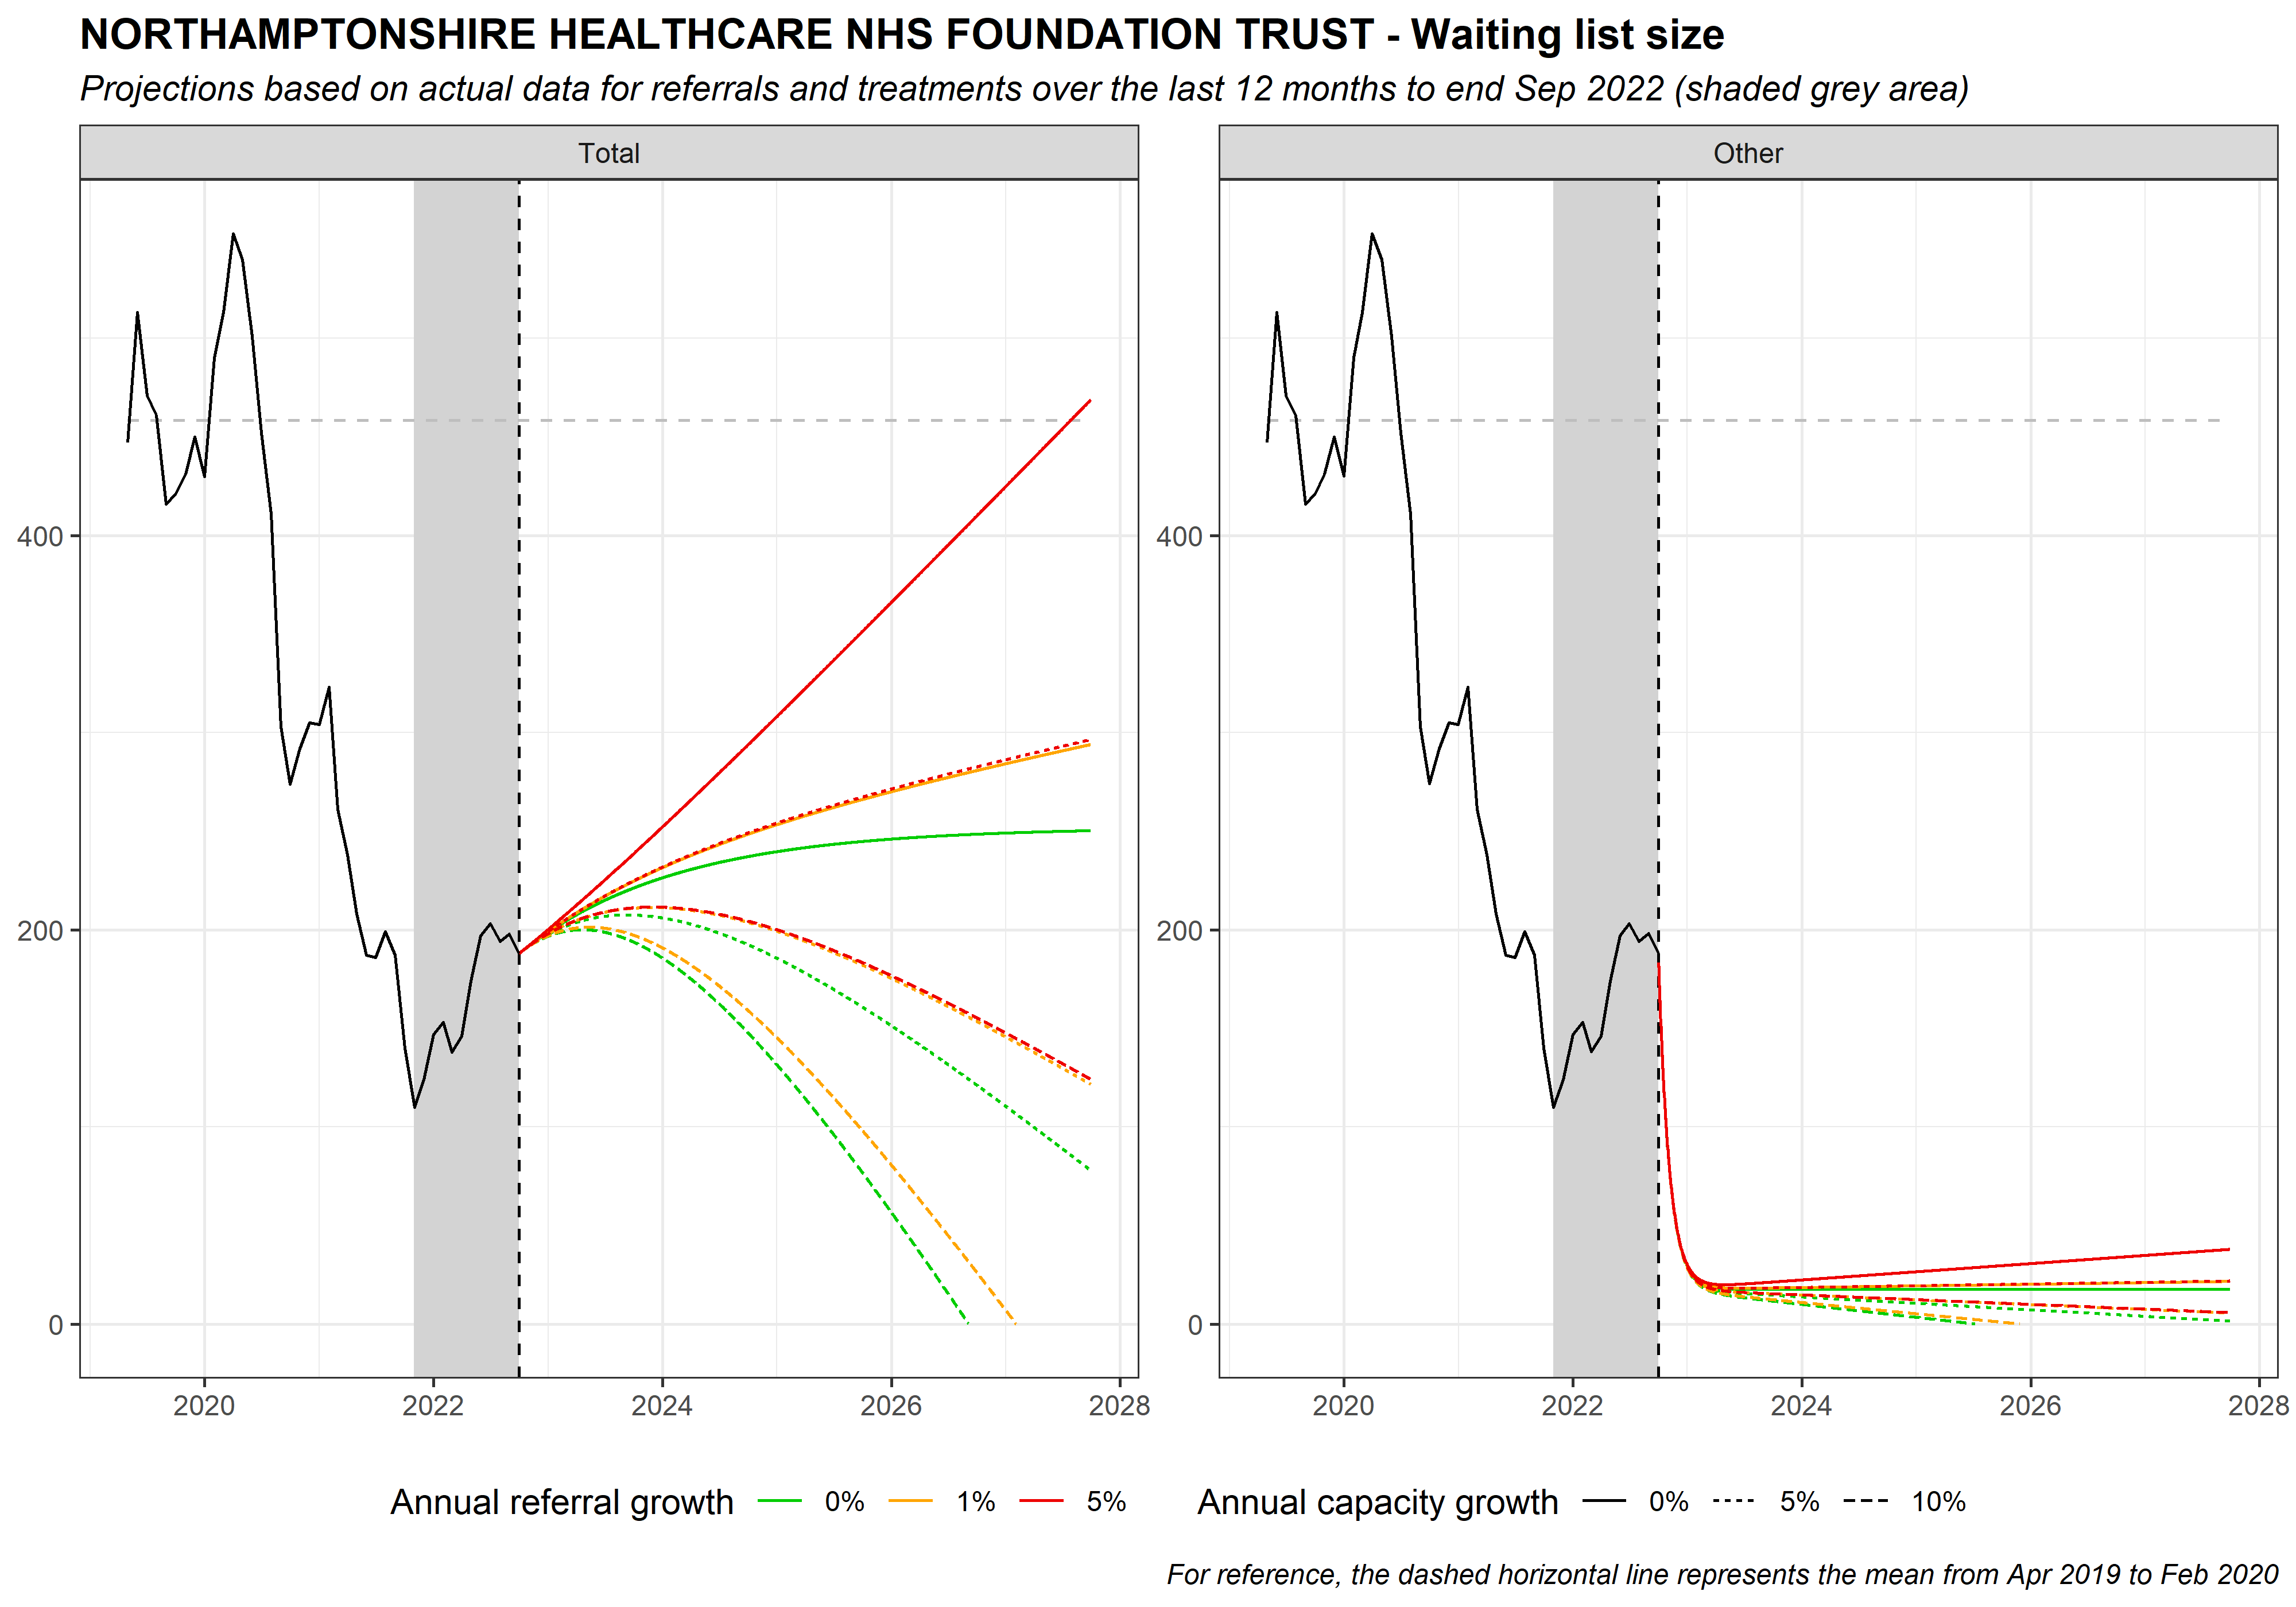 NORTHAMPTONSHIRE HEALTHCARE NHS FOUNDATION TRUST - Waiting list size
Projections based on actual data for referrals and treatments over the last 12 months to end Sep 2022 (shaded grey area)
Total
Other
400
200
0
400
200
0
2020 2022 2024 2026 2028
2020 2022 2024 2026 2028
Annual referral growth 0% 1% 5%
Annual capacity growth 0% 5% 10%
For reference, the dashed horizontal line represents the mean from Apr 2019 to Feb 2020